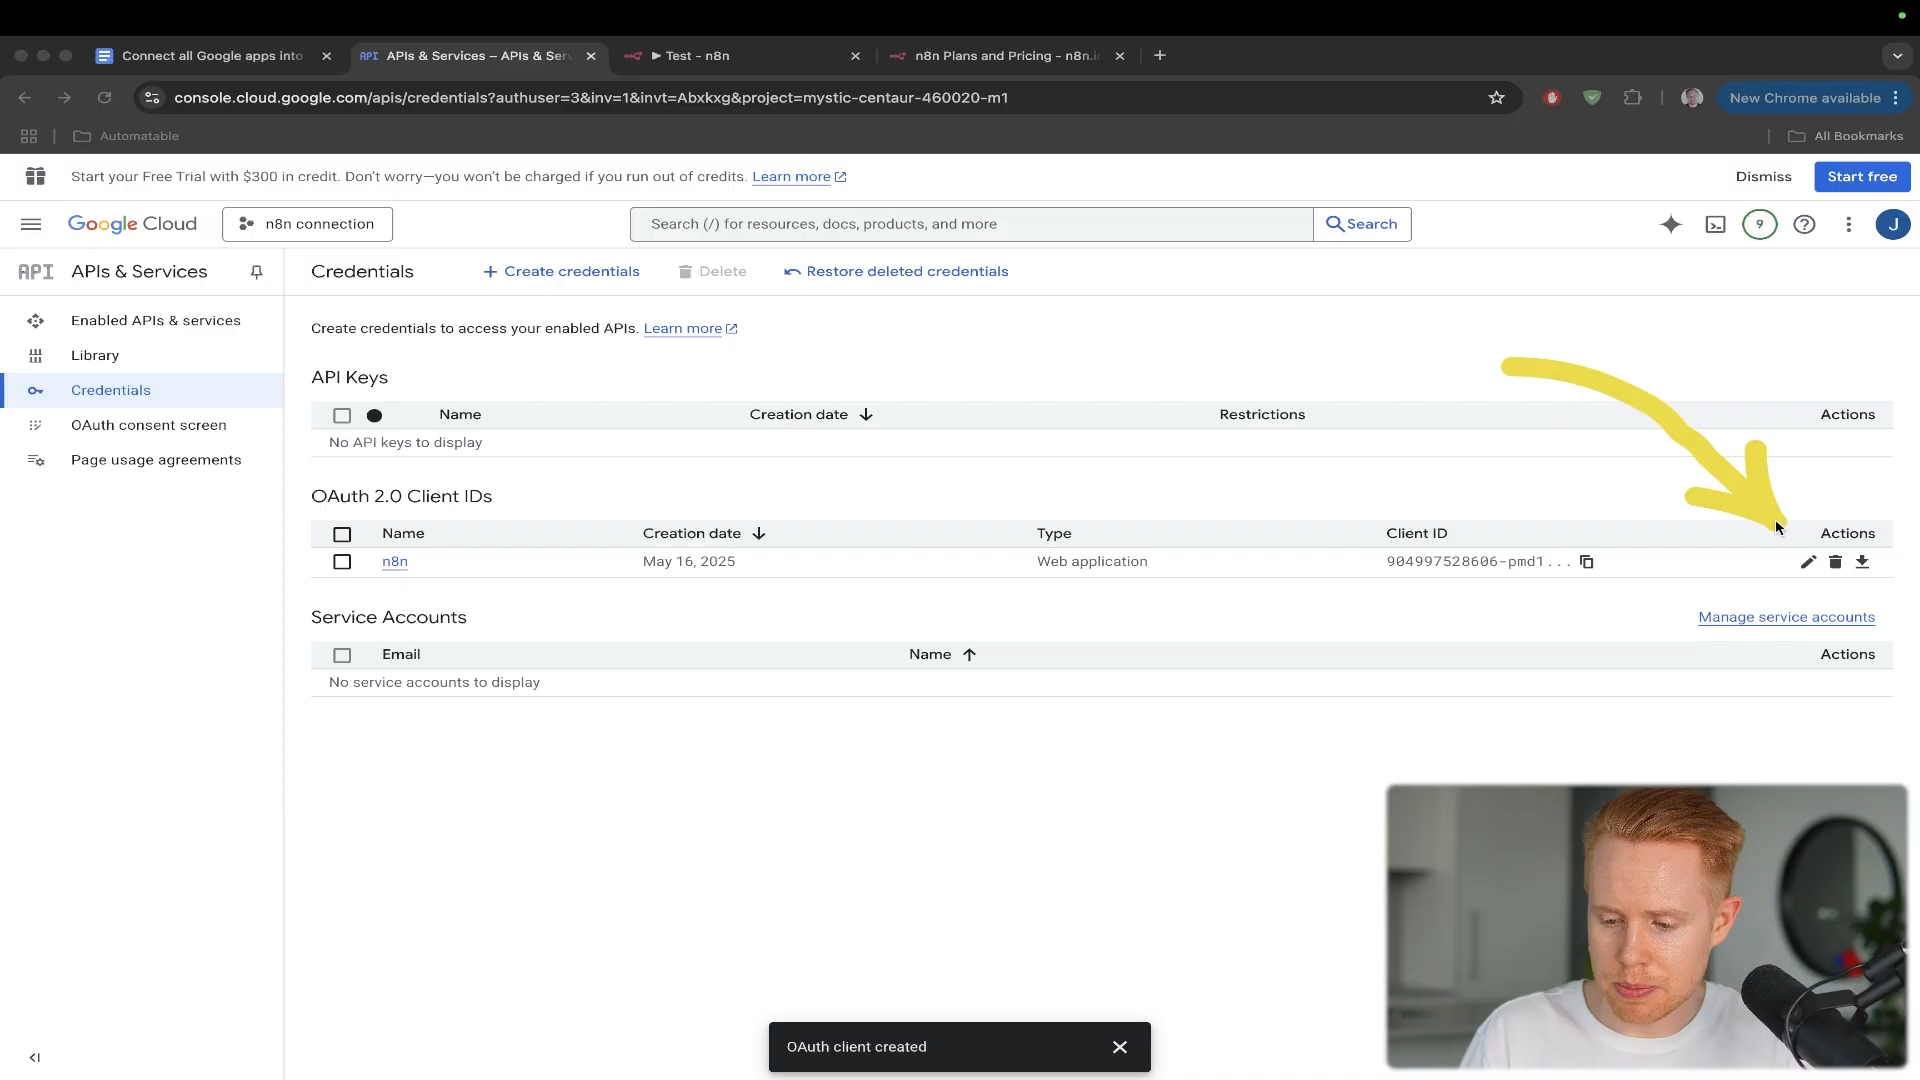 Connect all Google apps into
API APIs & Services – APIs & Ser
▶ Test - n8n
n8n Plans and Pricing - n8n.i
console.cloud.google.com/apis/credentials?authuser=3&inv=1&invt=Abxkxg&project=mystic-centaur-460020-m1
New Chrome available
Automatable
All Bookmarks
Start your Free Trial with $300 in credit. Don't worry—you won't be charged if you run out of credits. Learn more
Dismiss
Start free
Google Cloud
n8n connection
Search (/) for resources, docs, products, and more
Search
9
J
API APIs & Services
Enabled APIs & services
Library
Credentials
OAuth consent screen
Page usage agreements
Credentials
+ Create credentials
Delete
Restore deleted credentials
Create credentials to access your enabled APIs. Learn more
API Keys
Name Creation date Restrictions Actions
No API keys to display
OAuth 2.0 Client IDs
Name Creation date Type Client ID Actions
n8n May 16, 2025 Web application 904997528606-pmd1...
Service Accounts
Manage service accounts
Email Name Actions
No service accounts to display
OAuth client created